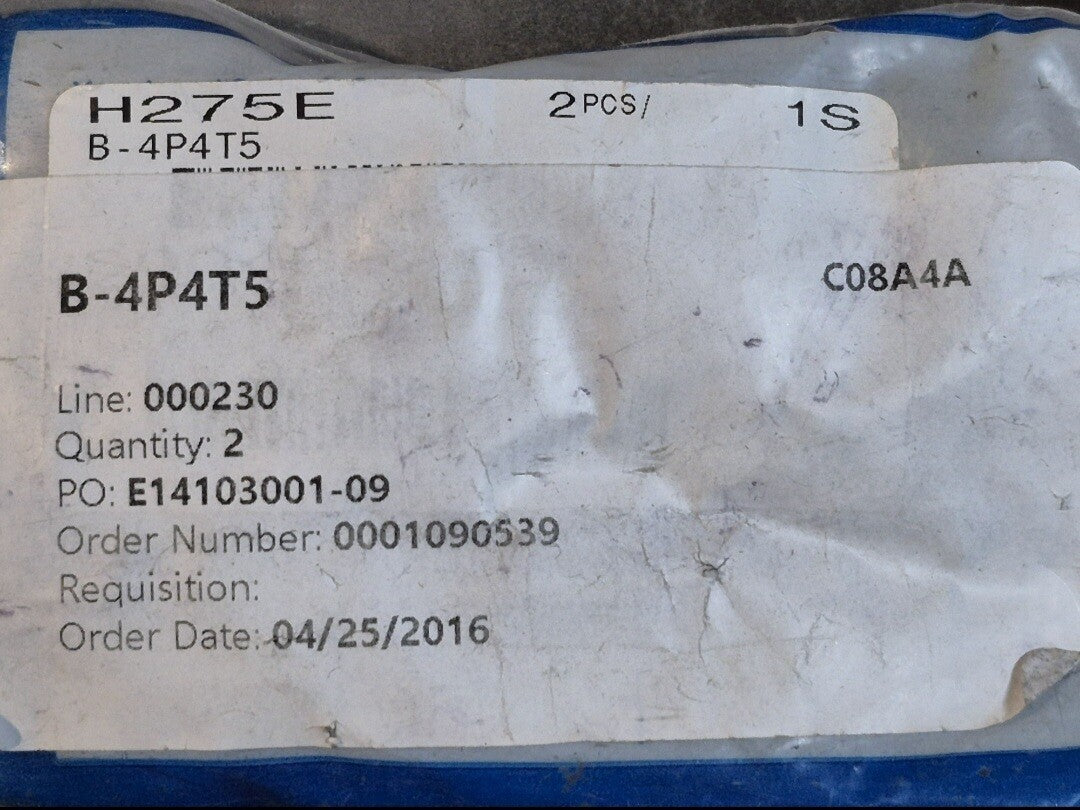 H275E 2PCS/ 1S
B-4P4T5
B-4P4T5 C08A4A
Line: 000230
Quantity: 2
PO: E14103001-09
Order Number: 0001090539
Requisition:
Order Date: 04/25/2016